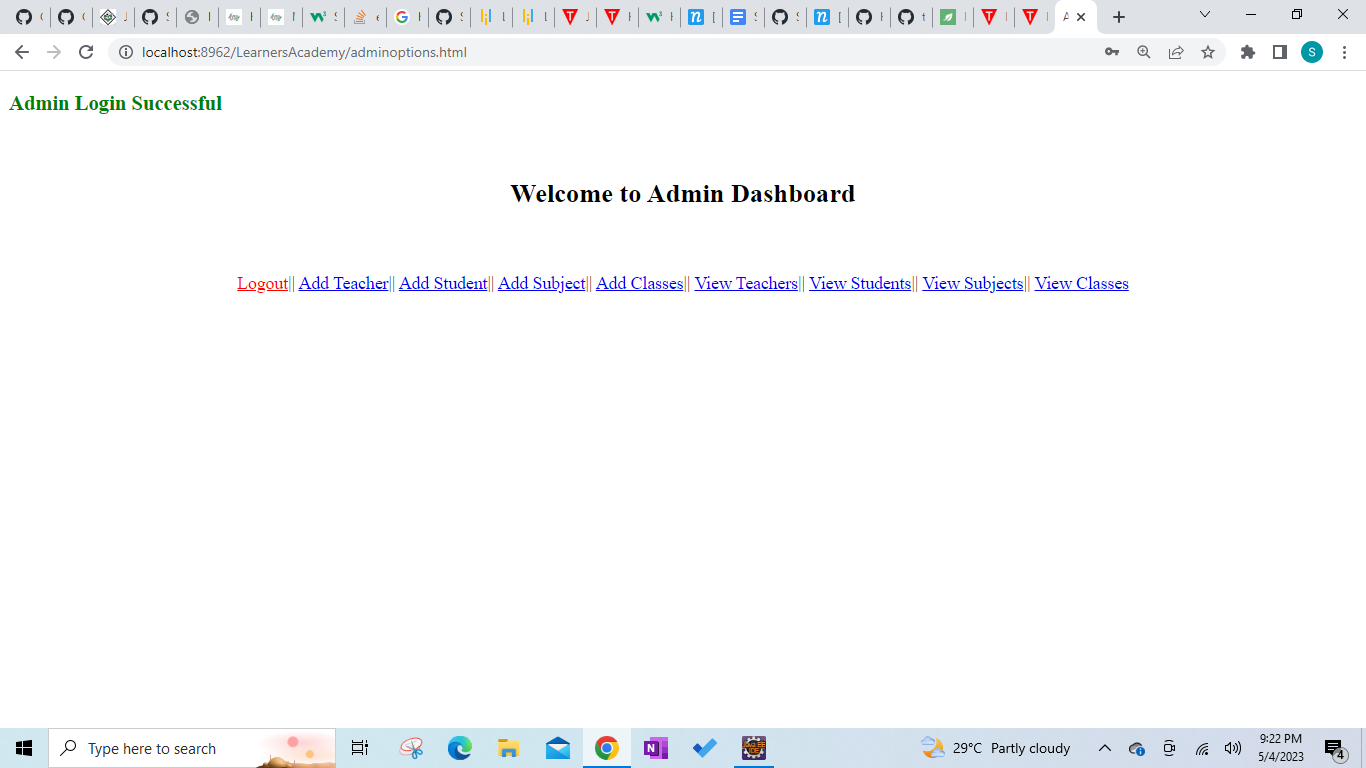 localhost:8962/LearnersAcademy/adminoptions.html
S
Admin Login Successful
Welcome to Admin Dashboard
Logout|| Add Teacher|| Add Student|| Add Subject|| Add Classes|| View Teachers|| View Students|| View Subjects|| View Classes
Type here to search
29°C Partly cloudy
9:22 PM
5/4/2023
4